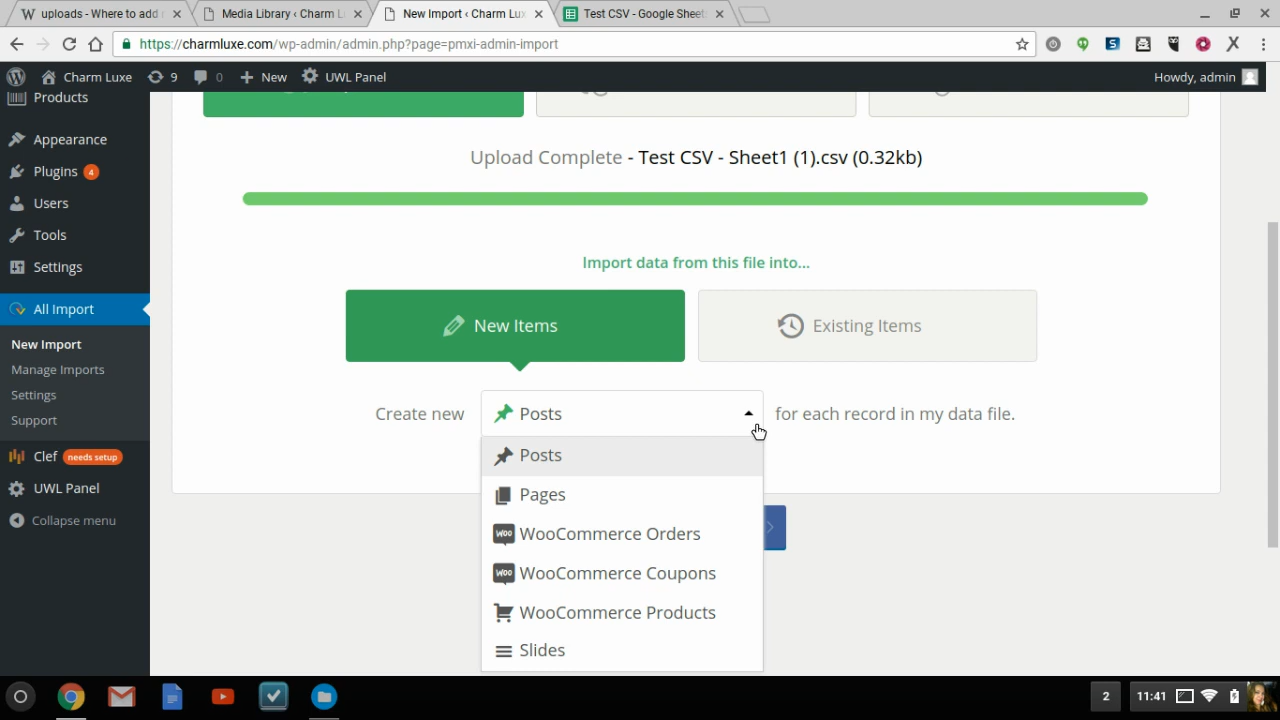 uploads - Where to add
Media Library ‹ Charm L
New Import ‹ Charm Lux
Test CSV - Google Sheet
https://charmluxe.com/wp-admin/admin.php?page=pmxi-admin-import
Charm Luxe
9
0
New
UWL Panel
Howdy, admin
Products
Appearance
Plugins 4
Users
Tools
Settings
All Import
New Import
Manage Imports
Settings
Support
Clef needs setup
UWL Panel
Collapse menu
Upload Complete - Test CSV - Sheet1 (1).csv (0.32kb)
Import data from this file into...
New Items
Existing Items
Create new Posts for each record in my data file.
Posts
Pages
Woo WooCommerce Orders
Woo WooCommerce Coupons
WooCommerce Products
Slides
2
11:41